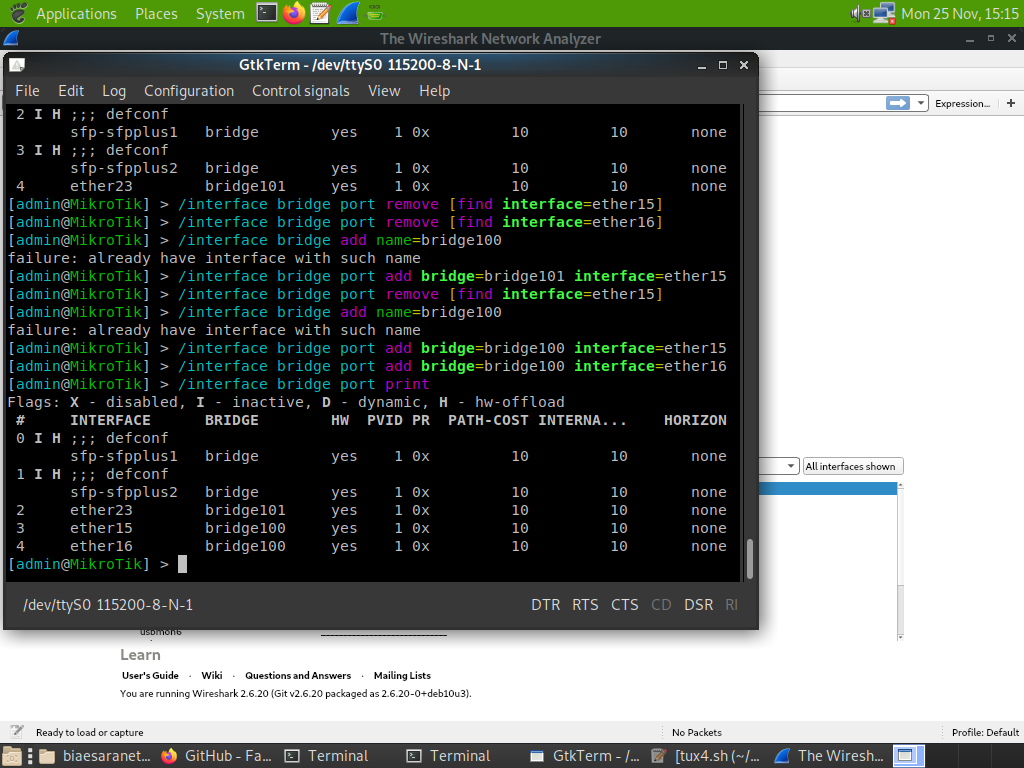 Applications Places System Mon 25 Nov, 15:15
The Wireshark Network Analyzer
GtkTerm - /dev/ttyS0 115200-8-N-1
File Edit Log Configuration Control signals View Help
Expression... +
2 I H ;;; defconf
sfp-sfpplus1 bridge yes 1 0x 10 10 none
3 I H ;;; defconf
sfp-sfpplus2 bridge yes 1 0x 10 10 none
4 ether23 bridge101 yes 1 0x 10 10 none
[admin@MikroTik] > /interface bridge port remove [find interface=ether15]
[admin@MikroTik] > /interface bridge port remove [find interface=ether16]
[admin@MikroTik] > /interface bridge add name=bridge100
failure: already have interface with such name
[admin@MikroTik] > /interface bridge port add bridge=bridge101 interface=ether15
[admin@MikroTik] > /interface bridge port remove [find interface=ether15]
[admin@MikroTik] > /interface bridge add name=bridge100
failure: already have interface with such name
[admin@MikroTik] > /interface bridge port add bridge=bridge100 interface=ether15
[admin@MikroTik] > /interface bridge port add bridge=bridge100 interface=ether16
[admin@MikroTik] > /interface bridge port print
Flags: X - disabled, I - inactive, D - dynamic, H - hw-offload
# INTERFACE BRIDGE HW PVID PR PATH-COST INTERNA... HORIZON
0 I H ;;; defconf
sfp-sfpplus1 bridge yes 1 0x 10 10 none
1 I H ;;; defconf
sfp-sfpplus2 bridge yes 1 0x 10 10 none
2 ether23 bridge101 yes 1 0x 10 10 none
3 ether15 bridge100 yes 1 0x 10 10 none
4 ether16 bridge100 yes 1 0x 10 10 none
[admin@MikroTik] >
All interfaces shown
/dev/ttyS0 115200-8-N-1 DTR RTS CTS CD DSR RI
usbmon6
Learn
User's Guide · Wiki · Questions and Answers · Mailing Lists
You are running Wireshark 2.6.20 (Git v2.6.20 packaged as 2.6.20-0+deb10u3).
Ready to load or capture No Packets Profile: Default
biaesaranet... GitHub - Fa... Terminal Terminal GtkTerm - /... [tux4.sh (~/... The Wiresh...